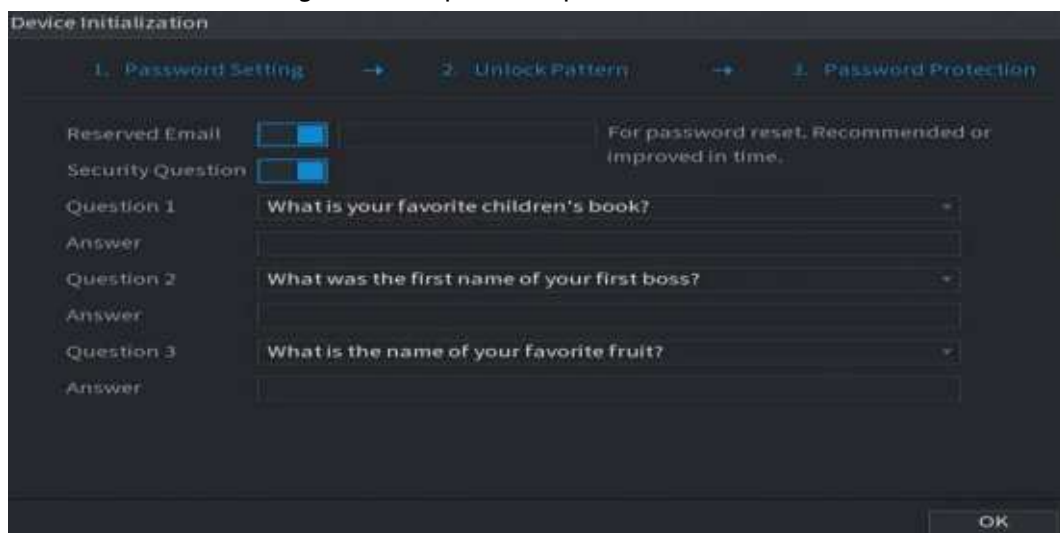 Device Initialization
1. Password Setting → 2. Unlock Pattern → 3. Password Protection
Reserved Email For password reset. Recommended or
improved in time.
Security Question
Question 1 What is your favorite children's book?
Answer
Question 2 What was the first name of your first boss?
Answer
Question 3 What is the name of your favorite fruit?
Answer
OK